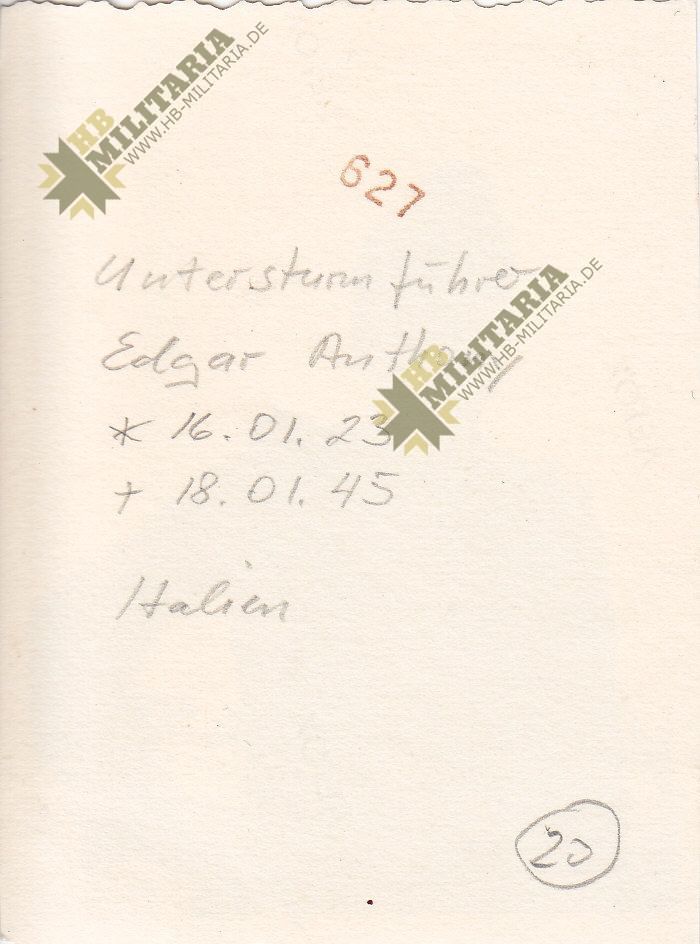 HB
MILITARIA
WWW.HB-MILITARIA.DE
627
Untersturmführer
Edgar Anthony
HB
MILITARIA
WWW.HB-MILITARIA.DE
* 16.01.23
+ 18.01.45
Italien
20